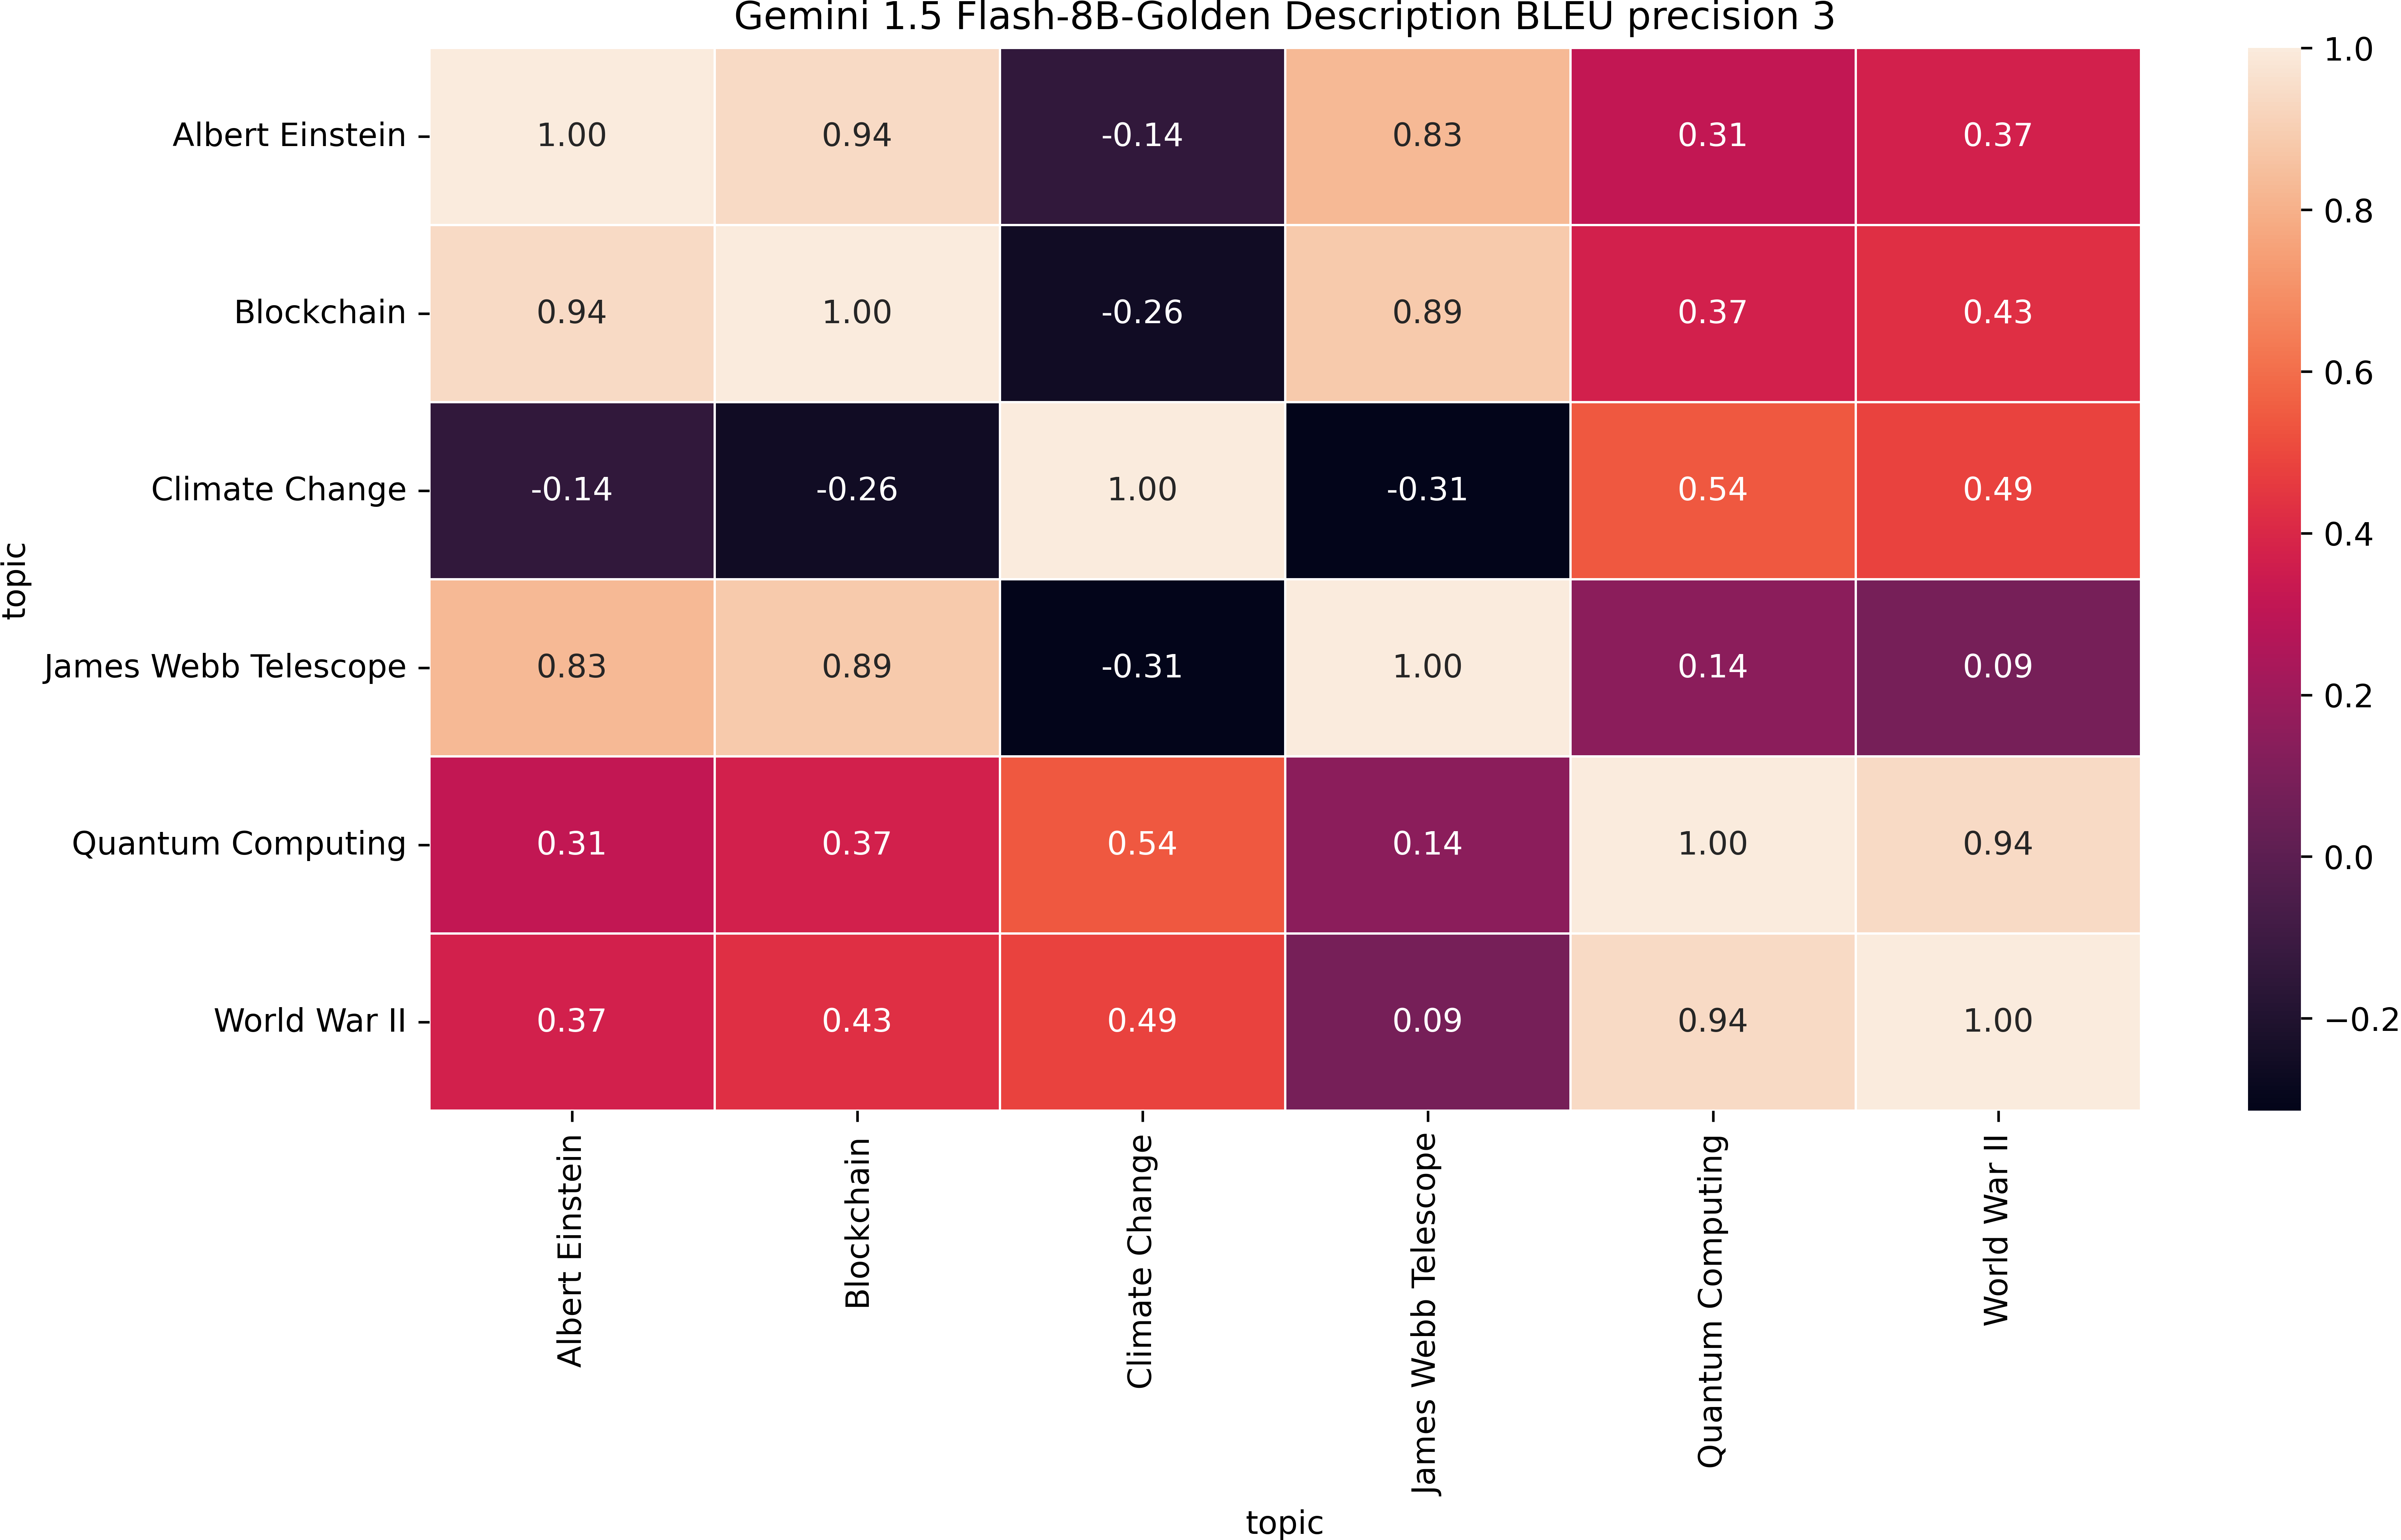 Gemini 1.5 Flash-8B-Golden Description BLEU precision 3
topic
Albert Einstein 1.00 0.94 -0.14 0.83 0.31 0.37
Blockchain 0.94 1.00 -0.26 0.89 0.37 0.43
Climate Change -0.14 -0.26 1.00 -0.31 0.54 0.49
James Webb Telescope 0.83 0.89 -0.31 1.00 0.14 0.09
Quantum Computing 0.31 0.37 0.54 0.14 1.00 0.94
World War II 0.37 0.43 0.49 0.09 0.94 1.00
Albert Einstein
Blockchain
Climate Change
James Webb Telescope
Quantum Computing
World War II
topic
1.0
0.8
0.6
0.4
0.2
0.0
−0.2